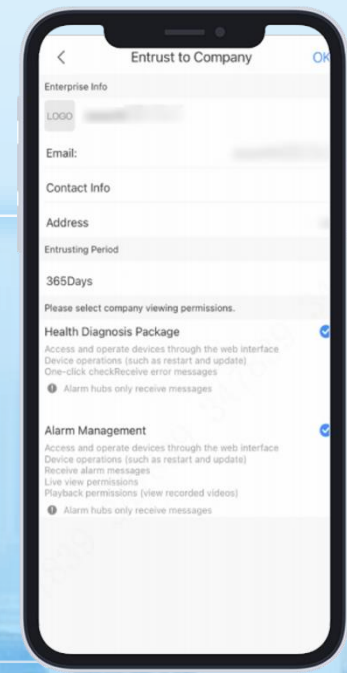 Entrust to Company
OK
Enterprise Info
LOGO
Email:
Contact Info
Address
Entrusting Period
365Days
Please select company viewing permissions.
Health Diagnosis Package
Access and operate devices through the web interface
Device operations (such as restart and update)
One-click checkReceive error messages
Alarm hubs only receive messages
Alarm Management
Access and operate devices through the web interface
Device operations (such as restart and update)
Receive alarm messages
Live view permissions
Playback permissions (view recorded videos)
Alarm hubs only receive messages